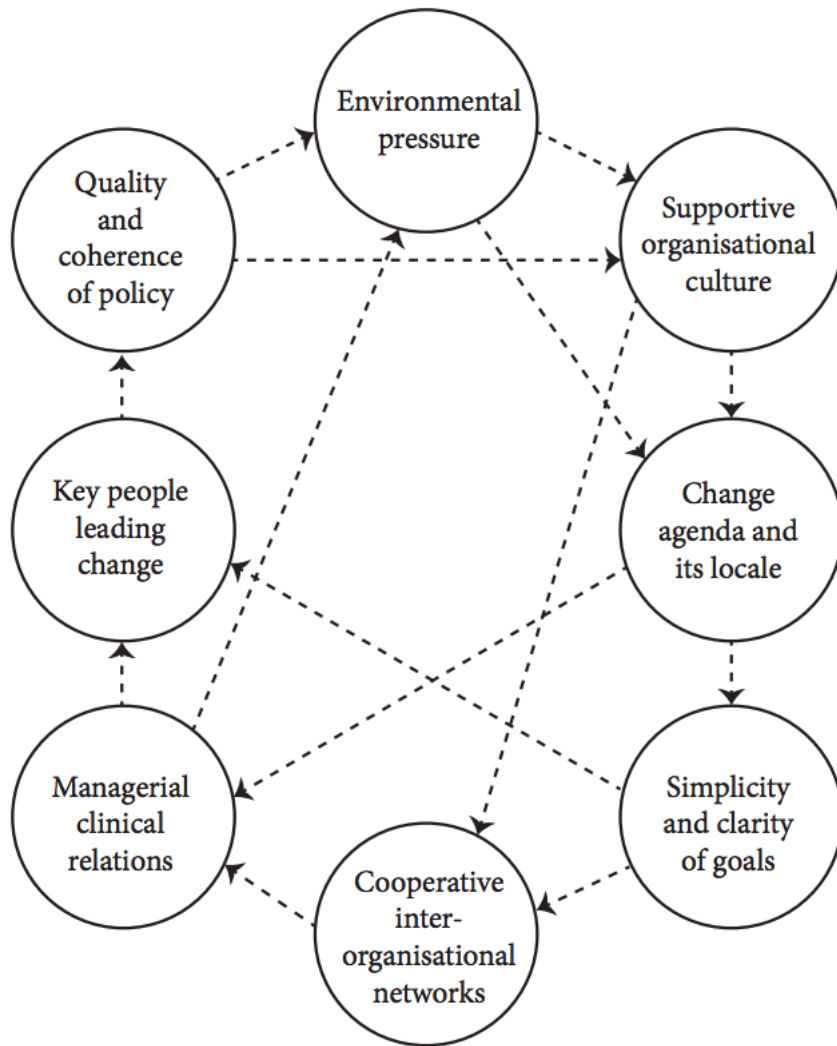 Environmental
pressure
Quality
and
coherence
of policy
Supportive
organisational
culture
Key people
leading
change
Change
agenda and
its locale
Managerial
clinical
relations
Simplicity
and clarity
of goals
Cooperative
inter-
organisational
networks